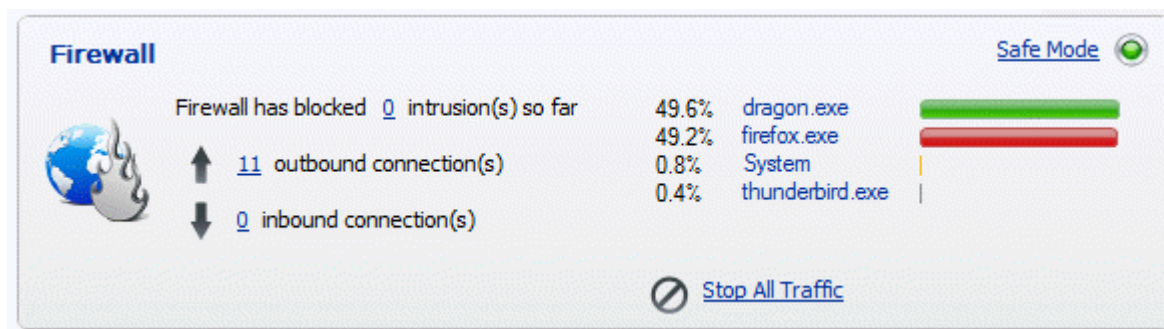 Firewall
Safe Mode
Firewall has blocked 0 intrusion(s) so far
11 outbound connection(s)
0 inbound connection(s)
49.6% dragon.exe
49.2% firefox.exe
0.8% System
0.4% thunderbird.exe
Stop All Traffic